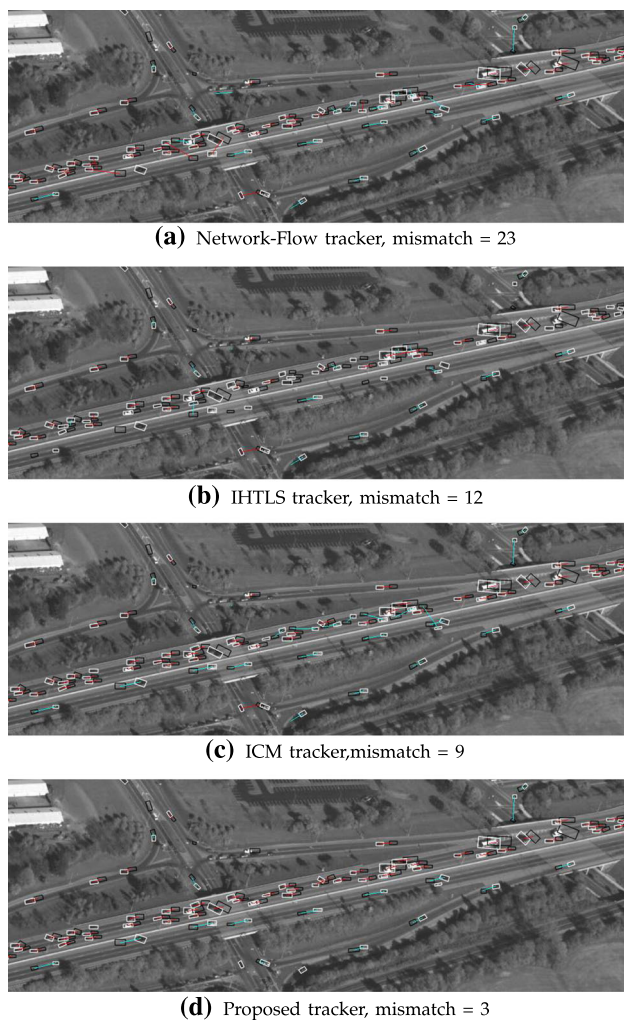 (a) Network-Flow tracker, mismatch = 23
(b) IHTLS tracker, mismatch = 12
(c) ICM tracker,mismatch = 9
(d) Proposed tracker, mismatch = 3